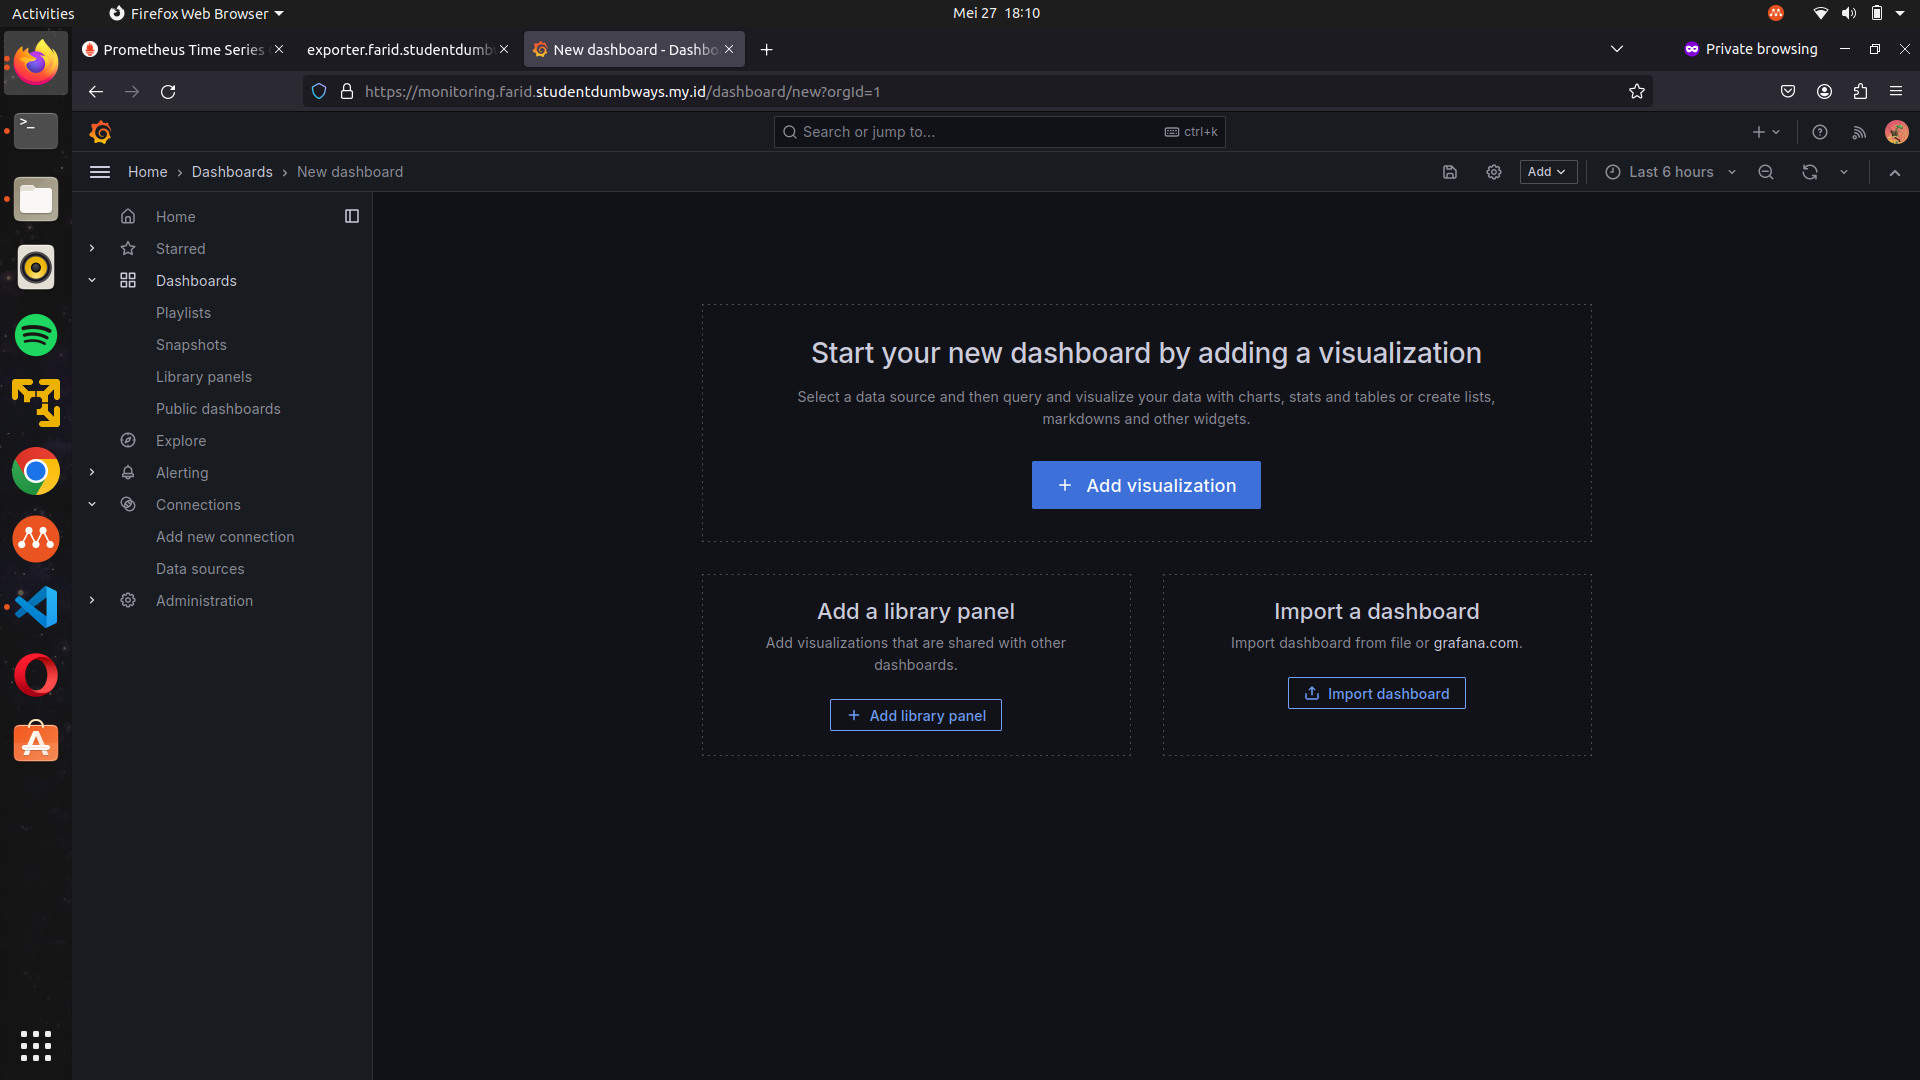 Activities
Firefox Web Browser
Mei 27 18:10
Prometheus Time Series
exporter.farid.studentdumbw
New dashboard - Dashbo
Private browsing
https://monitoring.farid.studentdumbways.my.id/dashboard/new?orgId=1
Search or jump to...
ctrl+k
Home › Dashboards › New dashboard
Add
Last 6 hours
Home
Starred
Dashboards
Playlists
Snapshots
Library panels
Public dashboards
Explore
Alerting
Connections
Add new connection
Data sources
Administration
Start your new dashboard by adding a visualization
Select a data source and then query and visualize your data with charts, stats and tables or create lists,
markdowns and other widgets.
+ Add visualization
Add a library panel
Add visualizations that are shared with other
dashboards.
+ Add library panel
Import a dashboard
Import dashboard from file or grafana.com.
Import dashboard